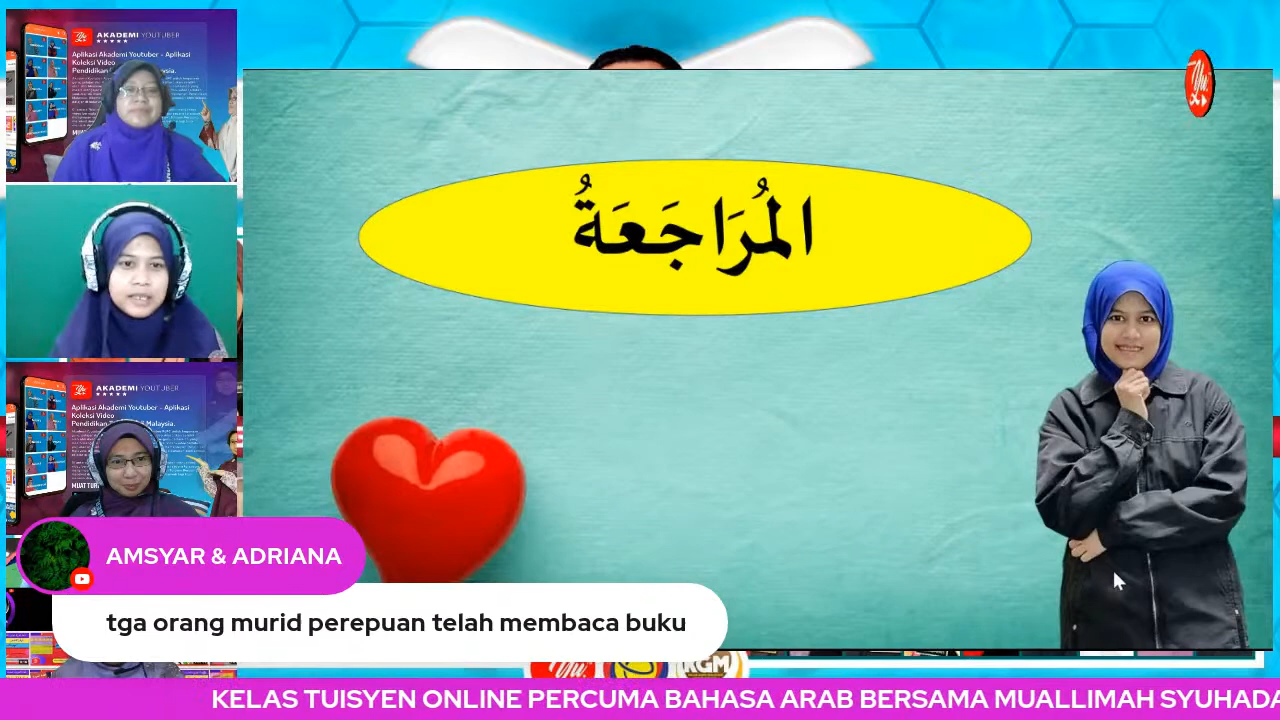 AKADEMI YOUTUBER
Aplikasi Akademi Youtuber - Aplikasi
Koleksi Video
Pendidikan
المُرَاجَعَةُ
AKADEMI YOUTUBER
Aplikasi Akademi Youtuber - Aplikasi
Koleksi Video
Pendidikan Malaysia.
AMSYAR & ADRIANA
tga orang murid perepuan telah membaca buku
KGM
KELAS TUISYEN ONLINE PERCUMA BAHASA ARAB BERSAMA MUALLIMAH SYUHADA